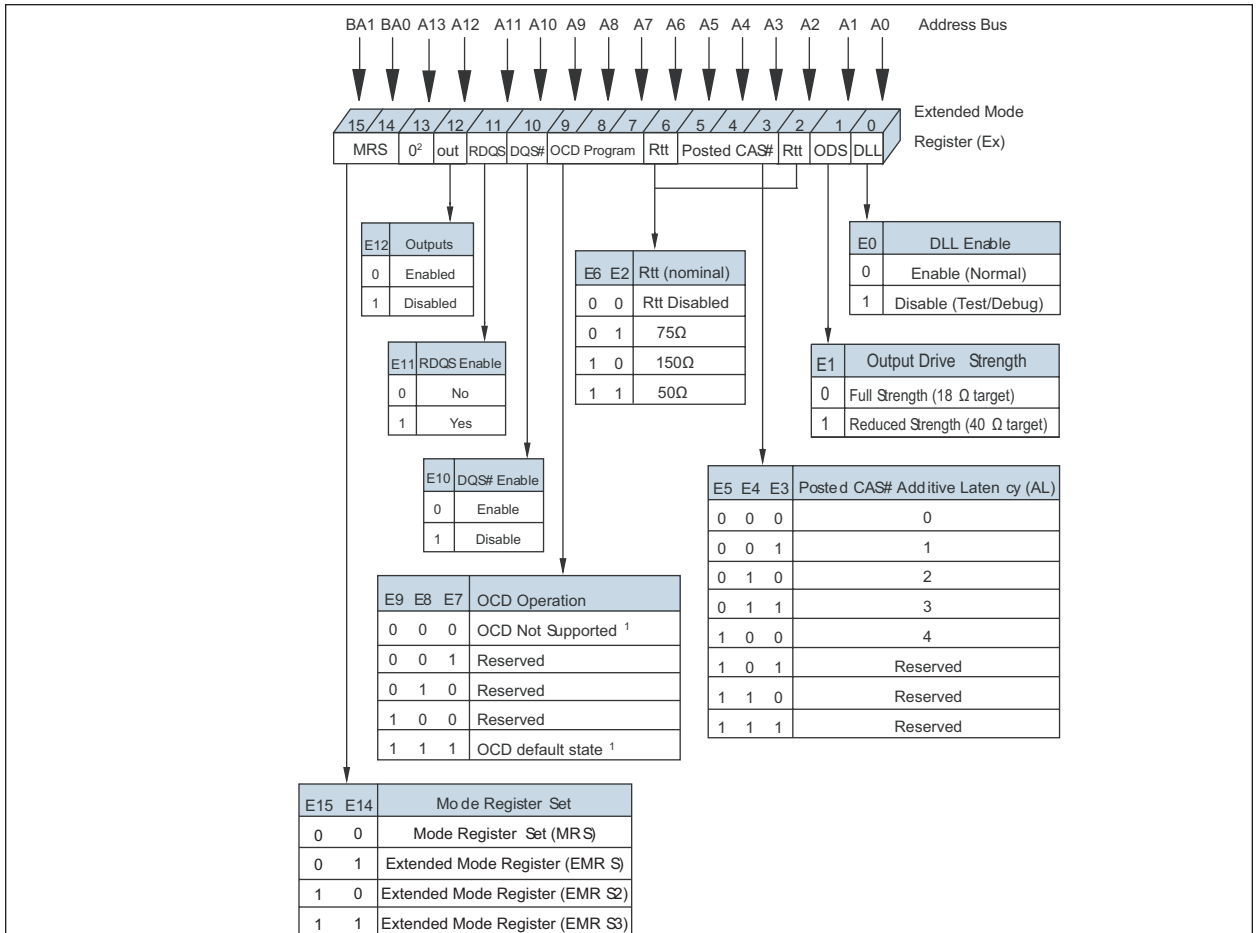 BA1 BA0 A13 A12 A11 A10 A9 A8 A7 A6 A5 A4 A3 A2 A1 A0 Address Bus
Extended Mode
Register (Ex)
15 14 13 12 11 10 9 8 7 6 5 4 3 2 1 0
MRS 0² out RDQS DQS# OCD Program Rtt Posted CAS# Rtt ODS DLL
E12 Outputs
0 Enabled
1 Disabled
E0 DLL Enable
0 Enable (Normal)
1 Disable (Test/Debug)
E6 E2 Rtt (nominal)
0 0 Rtt Disabled
0 1 75Ω
1 0 150Ω
1 1 50Ω
E11 RDQS Enable
0 No
1 Yes
E1 Output Drive Strength
0 Full Strength (18 Ω target)
1 Reduced Strength (40 Ω target)
E10 DQS# Enable
0 Enable
1 Disable
E5 E4 E3 Posted CAS# Additive Laten cy (AL)
0 0 0 0
0 0 1 1
0 1 0 2
0 1 1 3
1 0 0 4
1 0 1 Reserved
1 1 0 Reserved
1 1 1 Reserved
E9 E8 E7 OCD Operation
0 0 0 OCD Not Supported ¹
0 0 1 Reserved
0 1 0 Reserved
1 0 0 Reserved
1 1 1 OCD default state ¹
E15 E14 Mo de Register Set
0 0 Mode Register Set (MRS)
0 1 Extended Mode Register (EMR S)
1 0 Extended Mode Register (EMR S2)
1 1 Extended Mode Register (EMR S3)